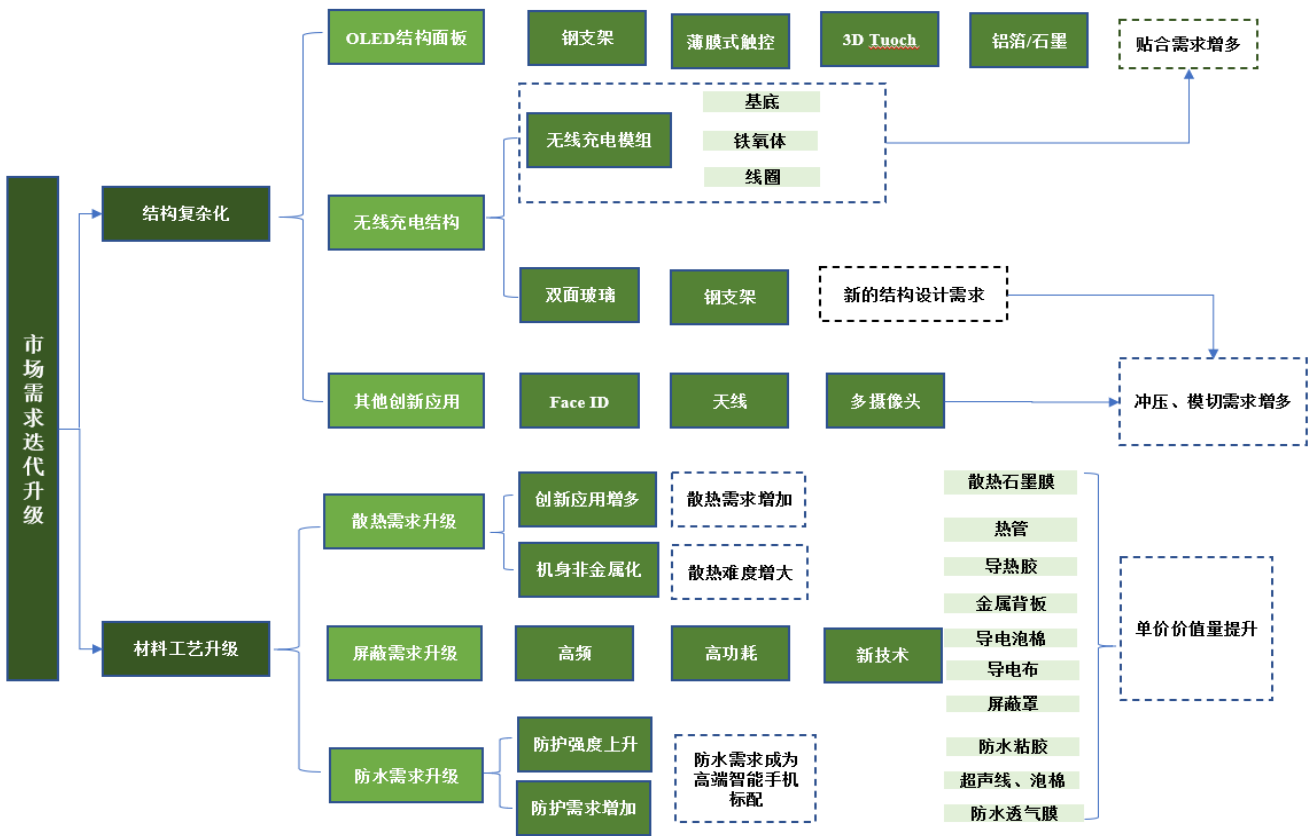 OLED结构面板
钢支架
薄膜式触控
3D Tuoch
铝箔/石墨
贴合需求增多
无线充电模组
基底
铁氧体
线圈
结构复杂化
无线充电结构
双面玻璃
钢支架
新的结构设计需求
市场需求迭代升级
其他创新应用
Face ID
天线
多摄像头
冲压、模切需求增多
散热需求升级
创新应用增多
散热需求增加
机身非金属化
散热难度增大
散热石墨膜
热管
导热胶
金属背板
导电泡棉
导电布
屏蔽罩
防水粘胶
超声线、泡棉
防水透气膜
单价价值量提升
材料工艺升级
屏蔽需求升级
高频
高功耗
新技术
防水需求升级
防护强度上升
防护需求增加
防水需求成为
高端智能手机
标配